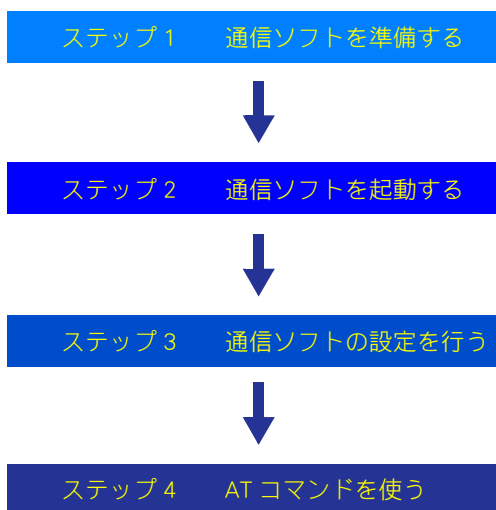 ステップ 1　通信ソフトを準備する
ステップ 2　通信ソフトを起動する
ステップ 3　通信ソフトの設定を行う
ステップ 4　AT コマンドを使う